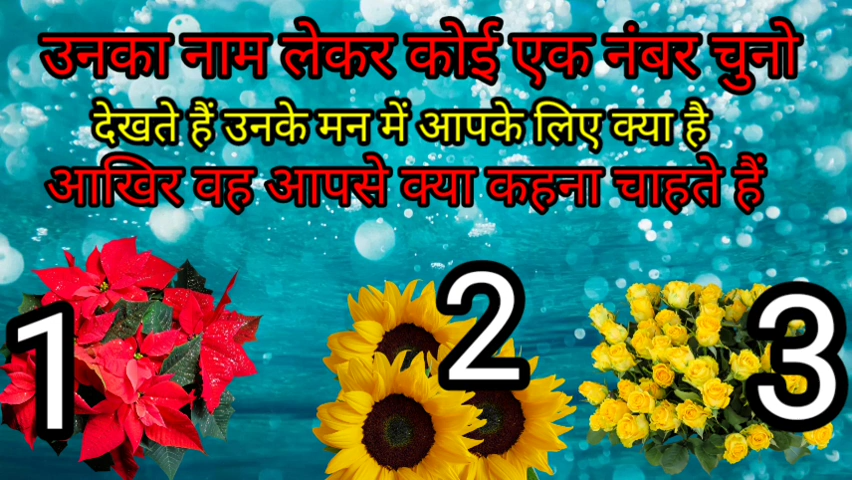 उनका नाम लेकर कोई एक नंबर चुनो
देखते हैं उनके मन में आपके लिए क्या है
आखिर वह आपसे क्या कहना चाहते हैं
1
2
3